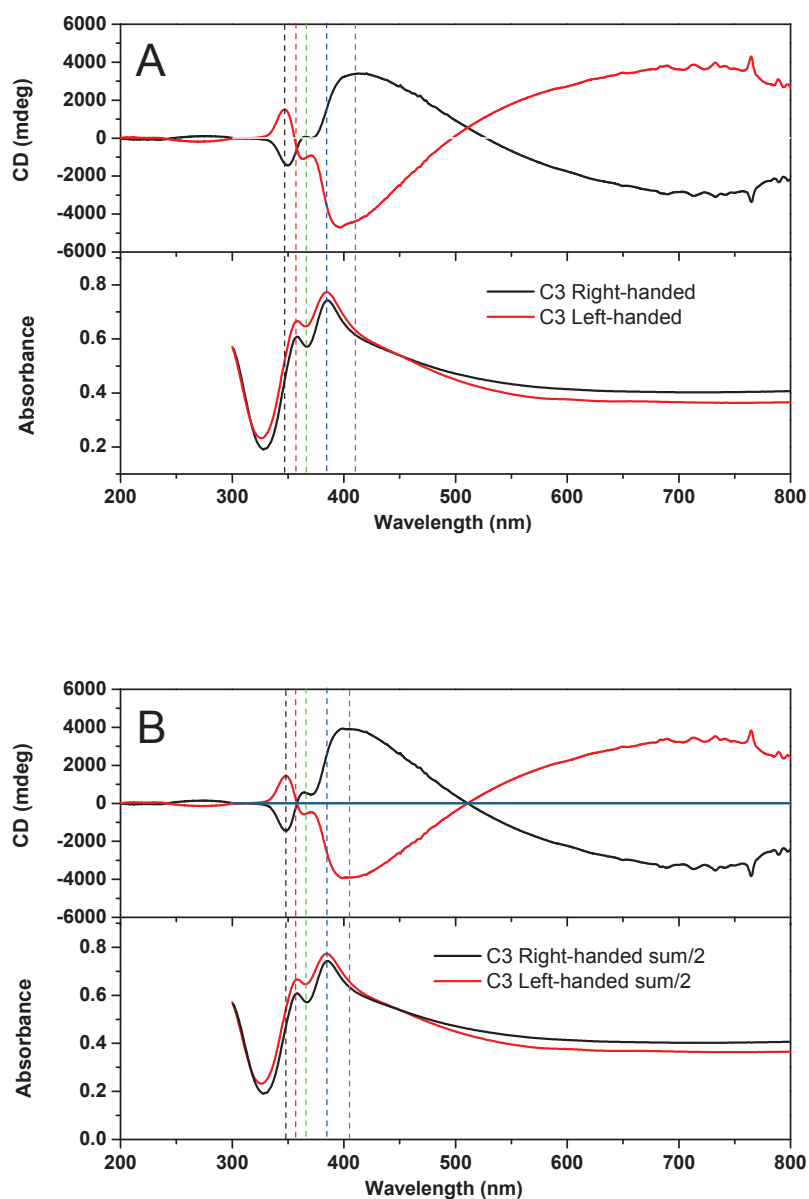 A
6000
4000
2000
0
-2000
-4000
-6000
CD (mdeg)
0.8
0.6
0.4
0.2
Absorbance
C3 Right-handed
C3 Left-handed
200 300 400 500 600 700 800
Wavelength (nm)
B
6000
4000
2000
0
-2000
-4000
-6000
CD (mdeg)
0.8
0.6
0.4
0.2
0.0
Absorbance
C3 Right-handed sum/2
C3 Left-handed sum/2
200 300 400 500 600 700 800
Wavelength (nm)